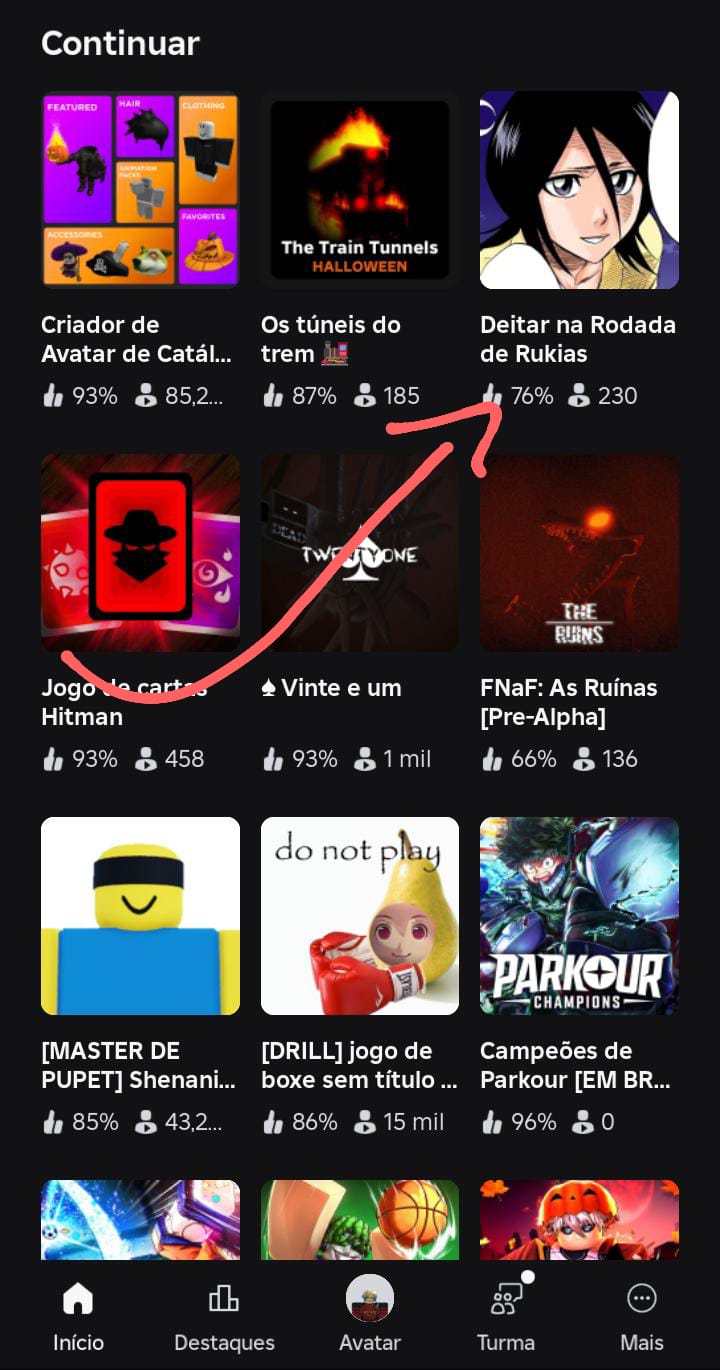 Continuar
FEATURED
HAIR
CLOTHING
ANIMATION
PACKS
FAVORITES
ACCESSORIES
The Train Tunnels
HALLOWEEN
Criador de
Avatar de Catál...
93% 85,2...
Os túneis do
trem 🚂
87% 185
Deitar na Rodada
de Rukias
76% 230
TWENTYONE
THE
RUINS
Jogo de cartas
Hitman
93% 458
♠ Vinte e um
93% 1 mil
FNaF: As Ruínas
[Pre-Alpha]
66% 136
do not play
EVERLAST
PARKOUR
CHAMPIONS
[MASTER DE
PUPET] Shenani...
85% 43,2...
[DRILL] jogo de
boxe sem título ...
86% 15 mil
Campeões de
Parkour [EM BR...
96% 0
Início
Destaques
Avatar
Turma
Mais